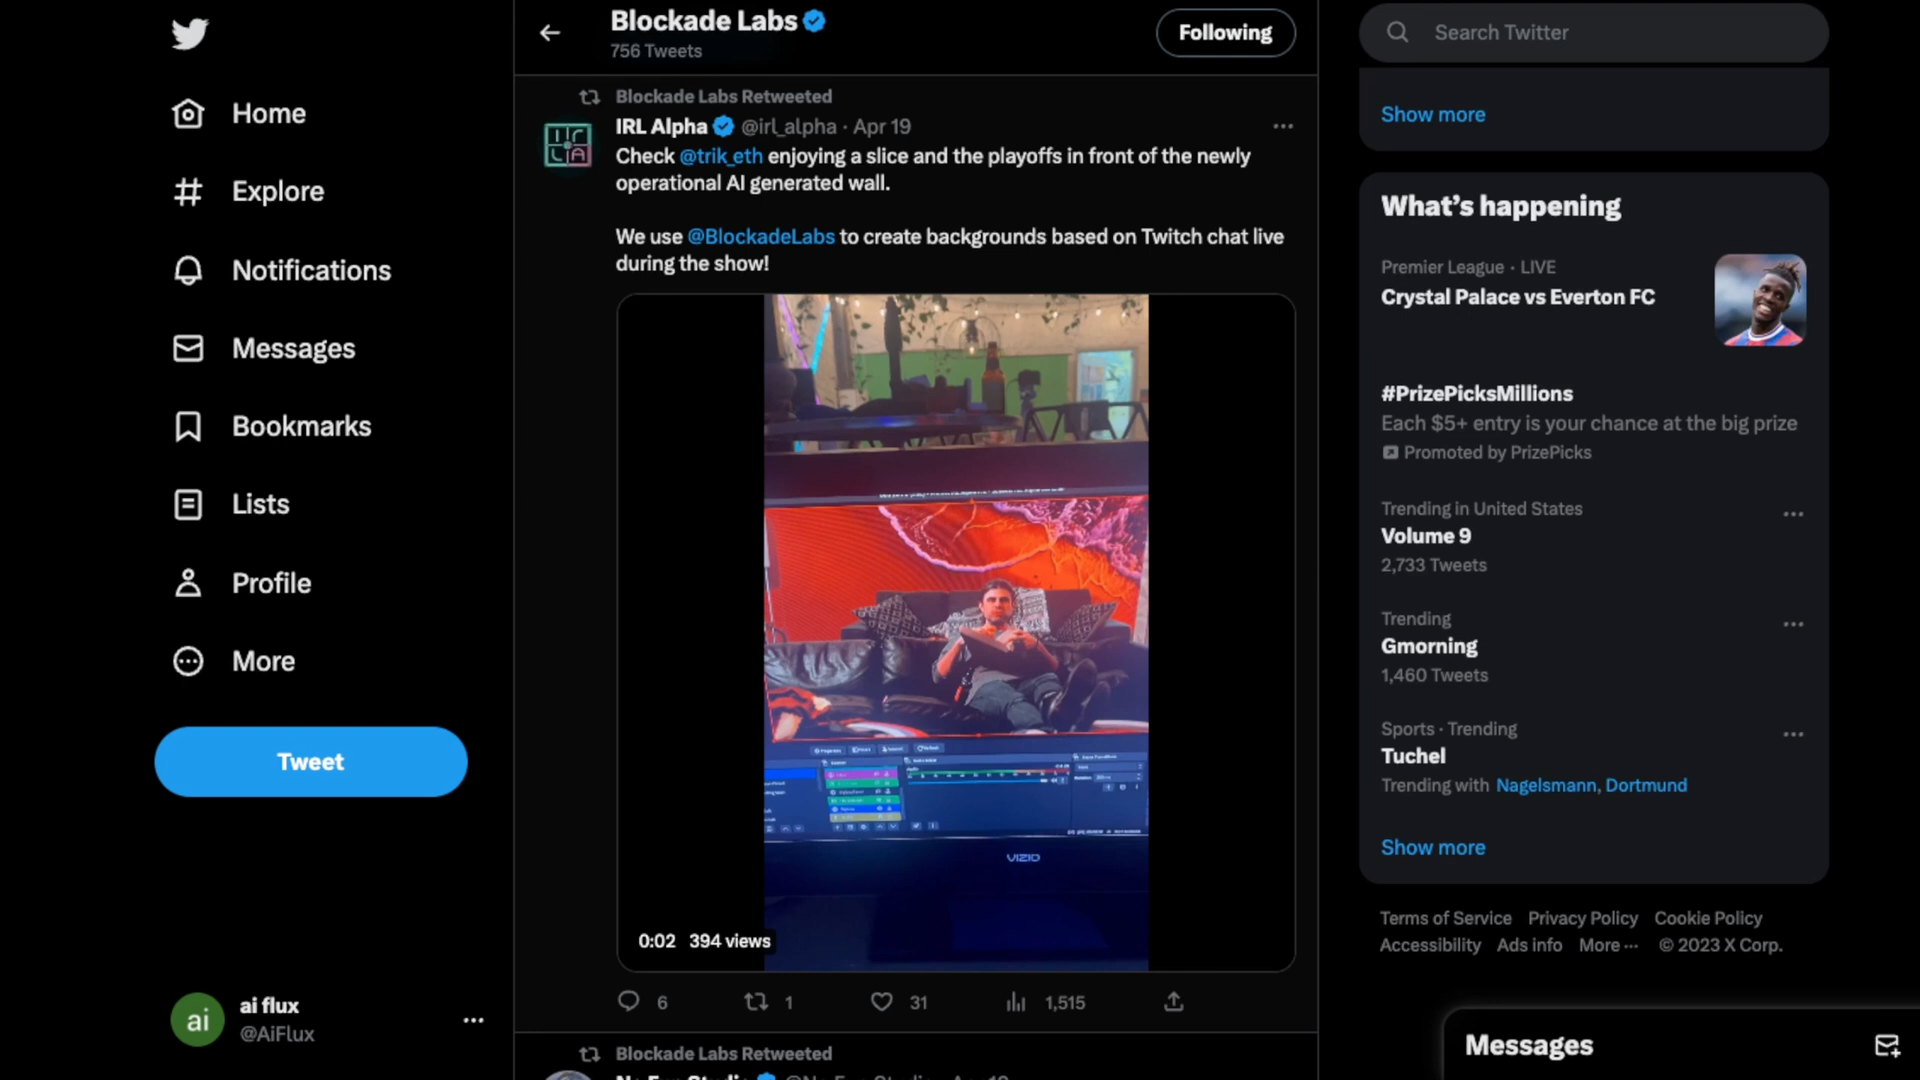 Home
Explore
Notifications
Messages
Bookmarks
Lists
Profile
More
Tweet
ai
ai flux
@AiFlux
Blockade Labs
756 Tweets
Following
Blockade Labs Retweeted
IRL Alpha @irl_alpha · Apr 19
Check @trik_eth enjoying a slice and the playoffs in front of the newly
operational AI generated wall.
We use @BlockadeLabs to create backgrounds based on Twitch chat live
during the show!
VIZIO
0:02 394 views
6 1 31 1,515
Blockade Labs Retweeted
Search Twitter
Show more
What's happening
Premier League · LIVE
Crystal Palace vs Everton FC
#PrizePicksMillions
Each $5+ entry is your chance at the big prize
Promoted by PrizePicks
Trending in United States
Volume 9
2,733 Tweets
Trending
Gmorning
1,460 Tweets
Sports · Trending
Tuchel
Trending with Nagelsmann, Dortmund
Show more
Terms of Service Privacy Policy Cookie Policy
Accessibility Ads info More ··· © 2023 X Corp.
Messages